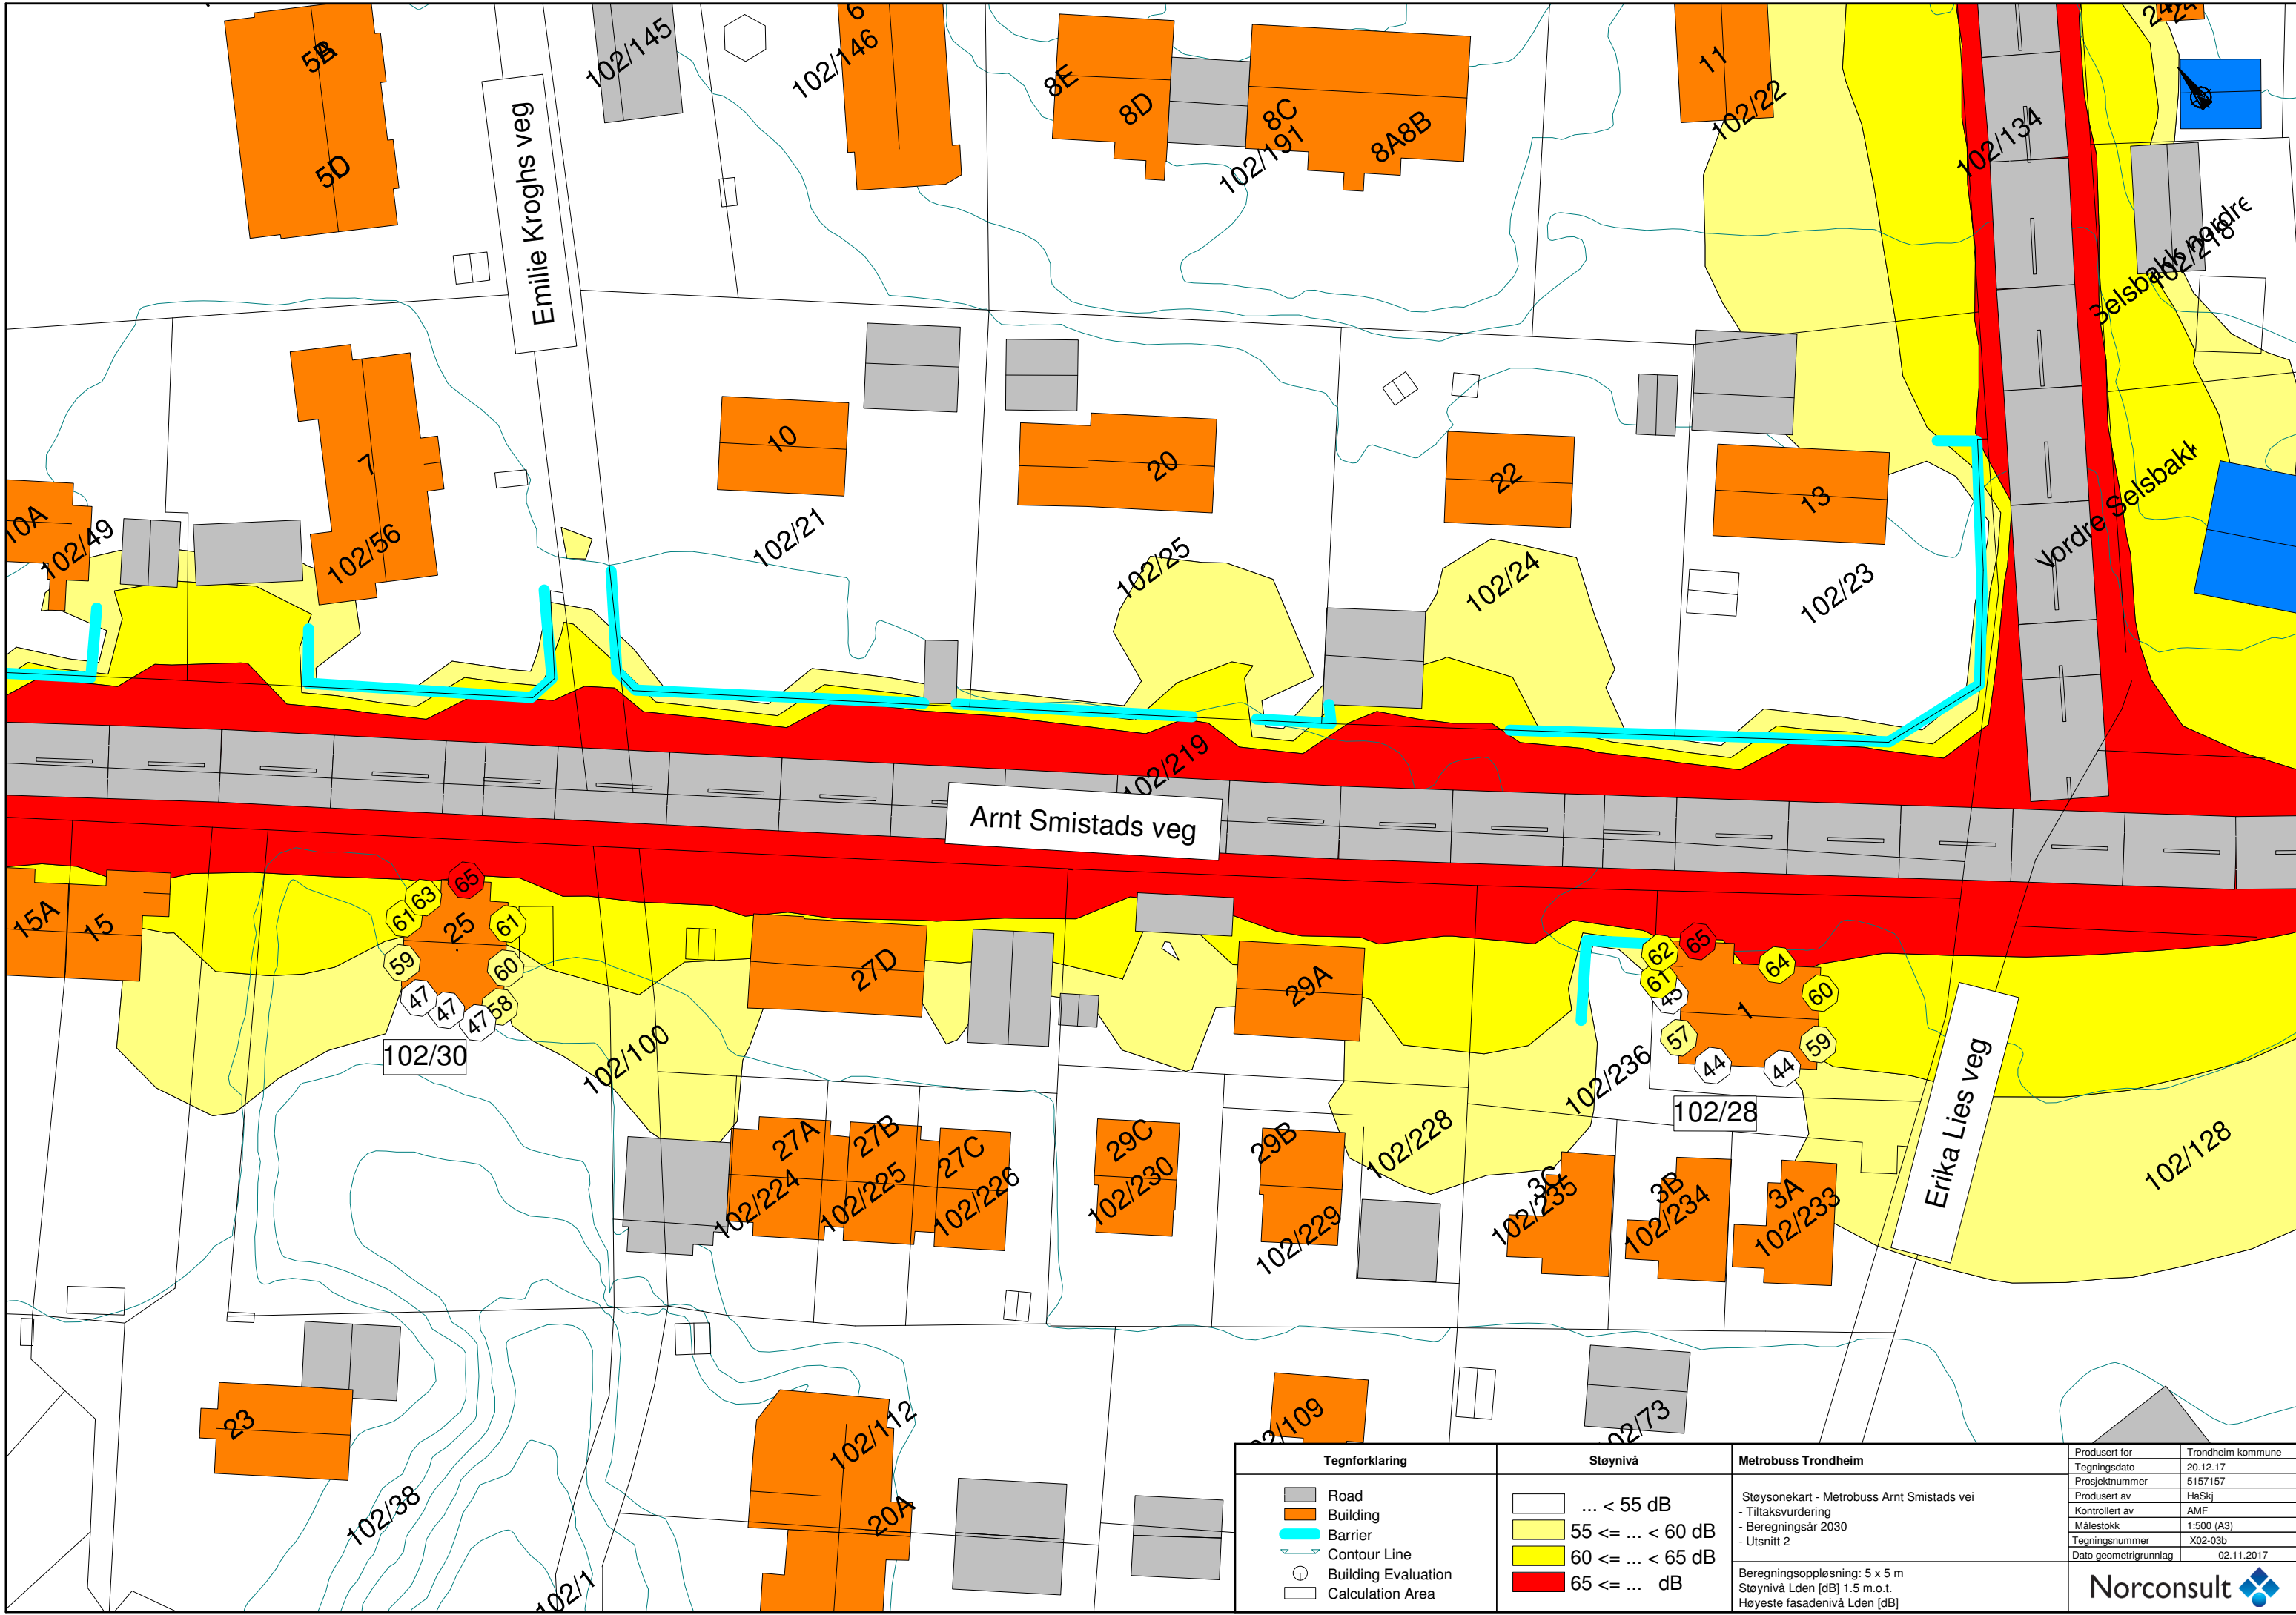 5B
5D
102/145
6
102/146
8E
8D
8C
102/191
8A8B
11
102/22
102/134
Emilie Kroghs veg
102/218
7
10
20
22
13
10A
102/49
102/56
102/21
102/25
102/24
102/23
102/219
Arnt Smistads veg
15A
15
63
65
61
25
61
59
60
47
47
47
58
102/30
102/100
27D
29A
62
65
64
61
60
1
57
59
44
44
102/236
102/28
Erika Lies veg
102/128
27A
27B
27C
102/224
102/225
102/226
29C
102/230
29B
102/229
102/228
3C
102/235
3B
102/234
3A
102/233
23
102/38
102/112
20A
102/1
Tegnforklaring
Road
Building
Barrier
Contour Line
Building Evaluation
Calculation Area
Støynivå
... < 55 dB
55 <= ... < 60 dB
60 <= ... < 65 dB
65 <= ... dB
Metrobuss Trondheim
Støysonekart - Metrobuss Arnt Smistads vei
- Tiltaksvurdering
- Beregningsår 2030
- Utsnitt 2
Beregningsoppløsning: 5 x 5 m
Støynivå Lden [dB] 1.5 m.o.t.
Høyeste fasadenivå Lden [dB]
Produsert for Trondheim kommune
Tegningsdato 20.12.17
Prosjektnummer 5157157
Produsert av HaSkj
Kontrollert av AMF
Målestokk 1:500 (A3)
Tegningsnummer X02-03b
Dato geometrigrunnlag 02.11.2017
Norconsult